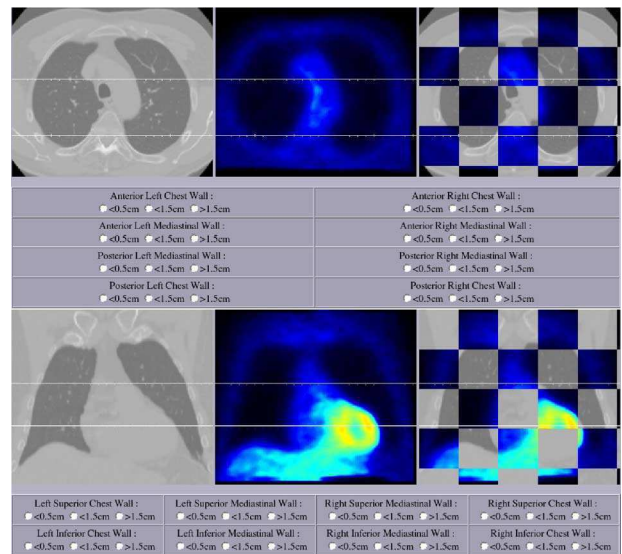 Anterior Left Chest Wall :
<0.5cm <1.5cm >1.5cm
Anterior Right Chest Wall :
<0.5cm <1.5cm >1.5cm
Anterior Left Mediastinal Wall :
<0.5cm <1.5cm >1.5cm
Anterior Right Mediastinal Wall :
<0.5cm <1.5cm >1.5cm
Posterior Left Mediastinal Wall :
<0.5cm <1.5cm >1.5cm
Posterior Right Mediastinal Wall :
<0.5cm <1.5cm >1.5cm
Posterior Left Chest Wall :
<0.5cm <1.5cm >1.5cm
Posterior Right Chest Wall :
<0.5cm <1.5cm >1.5cm
Left Superior Chest Wall :
<0.5cm <1.5cm >1.5cm
Left Superior Mediastinal Wall :
<0.5cm <1.5cm >1.5cm
Right Superior Mediastinal Wall :
<0.5cm <1.5cm >1.5cm
Right Superior Chest Wall :
<0.5cm <1.5cm >1.5cm
Left Inferior Chest Wall :
<0.5cm <1.5cm >1.5cm
Left Inferior Mediastinal Wall :
<0.5cm <1.5cm >1.5cm
Right Inferior Mediastinal Wall :
<0.5cm <1.5cm >1.5cm
Right Inferior Chest Wall :
<0.5cm <1.5cm >1.5cm